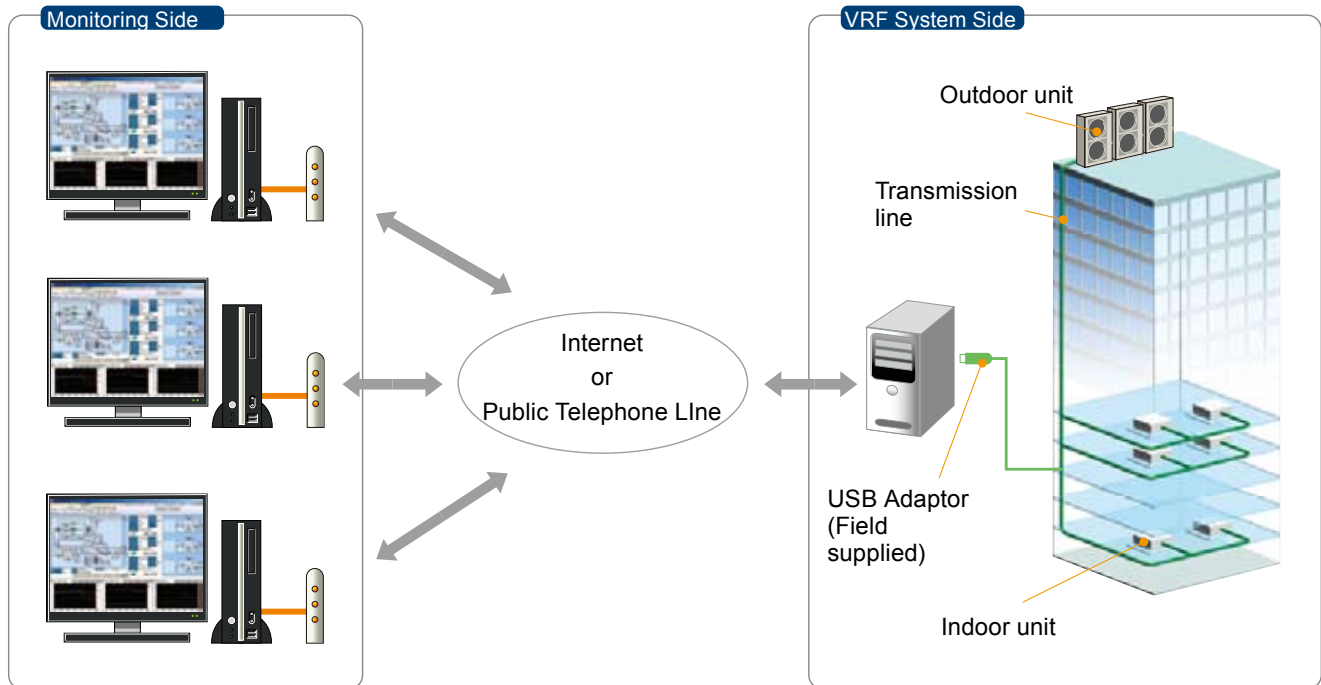 Monitoring Side
VRF System Side
Outdoor unit
Transmission
line
Internet
or
Public Telephone LIne
USB Adaptor
(Field
supplied)
Indoor unit